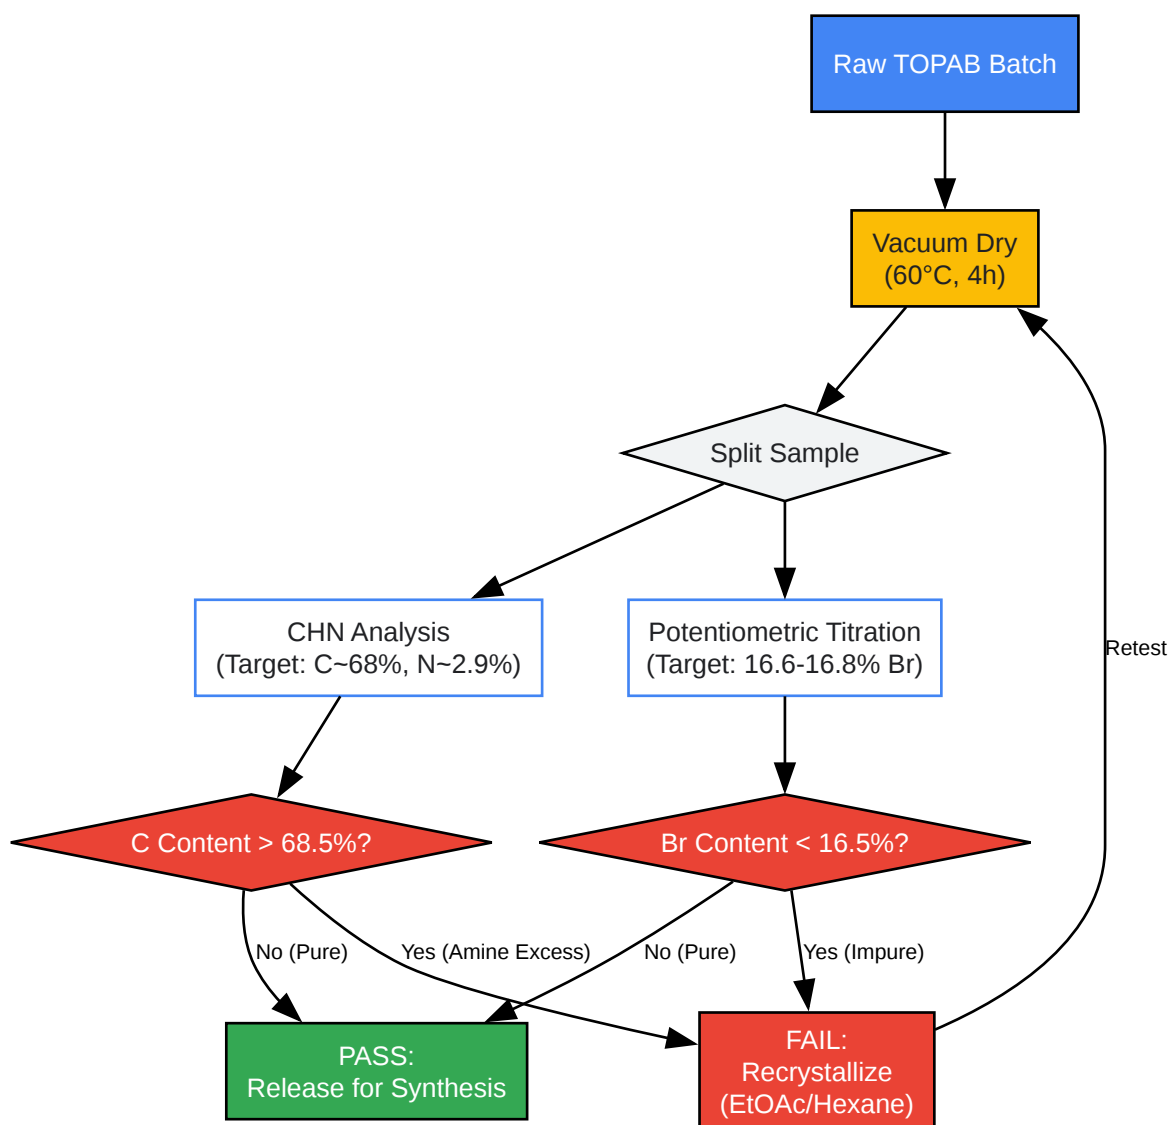 Raw TOPAB Batch
Vacuum Dry
(60°C, 4h)
Split Sample
CHN Analysis
(Target: C~68%, N~2.9%)
Potentiometric Titration
(Target: 16.6-16.8% Br)
Retest
C Content > 68.5%?
Br Content < 16.5%?
No (Pure)
Yes (Amine Excess)
No (Pure)
Yes (Impure)
PASS:
Release for Synthesis
FAIL:
Recrystallize
(EtOAc/Hexane)